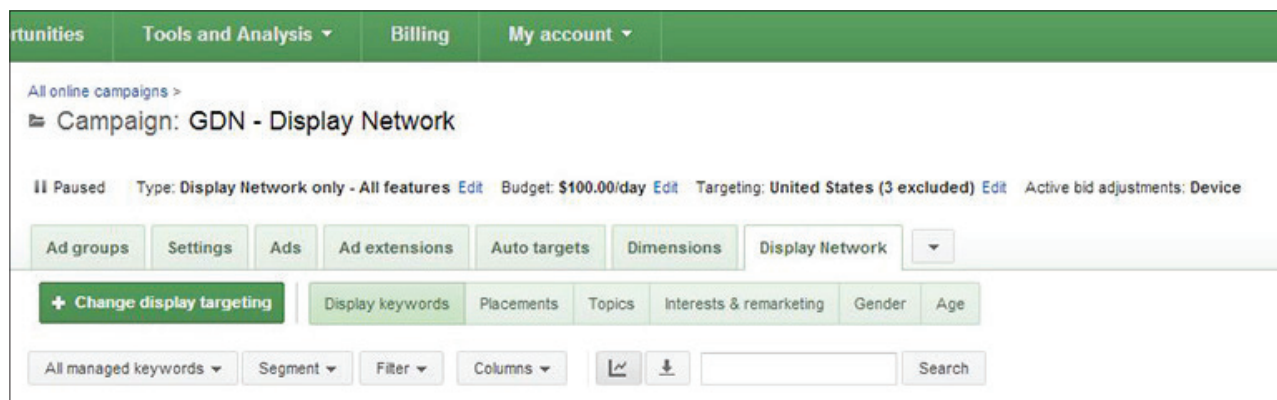 rtunities Tools and Analysis Billing My account
All online campaigns >
Campaign: GDN - Display Network
Paused Type: Display Network only - All features Edit Budget: $100.00/day Edit Targeting: United States (3 excluded) Edit Active bid adjustments: Device
Ad groups Settings Ads Ad extensions Auto targets Dimensions Display Network
+ Change display targeting Display keywords Placements Topics Interests & remarketing Gender Age
All managed keywords Segment Filter Columns Search